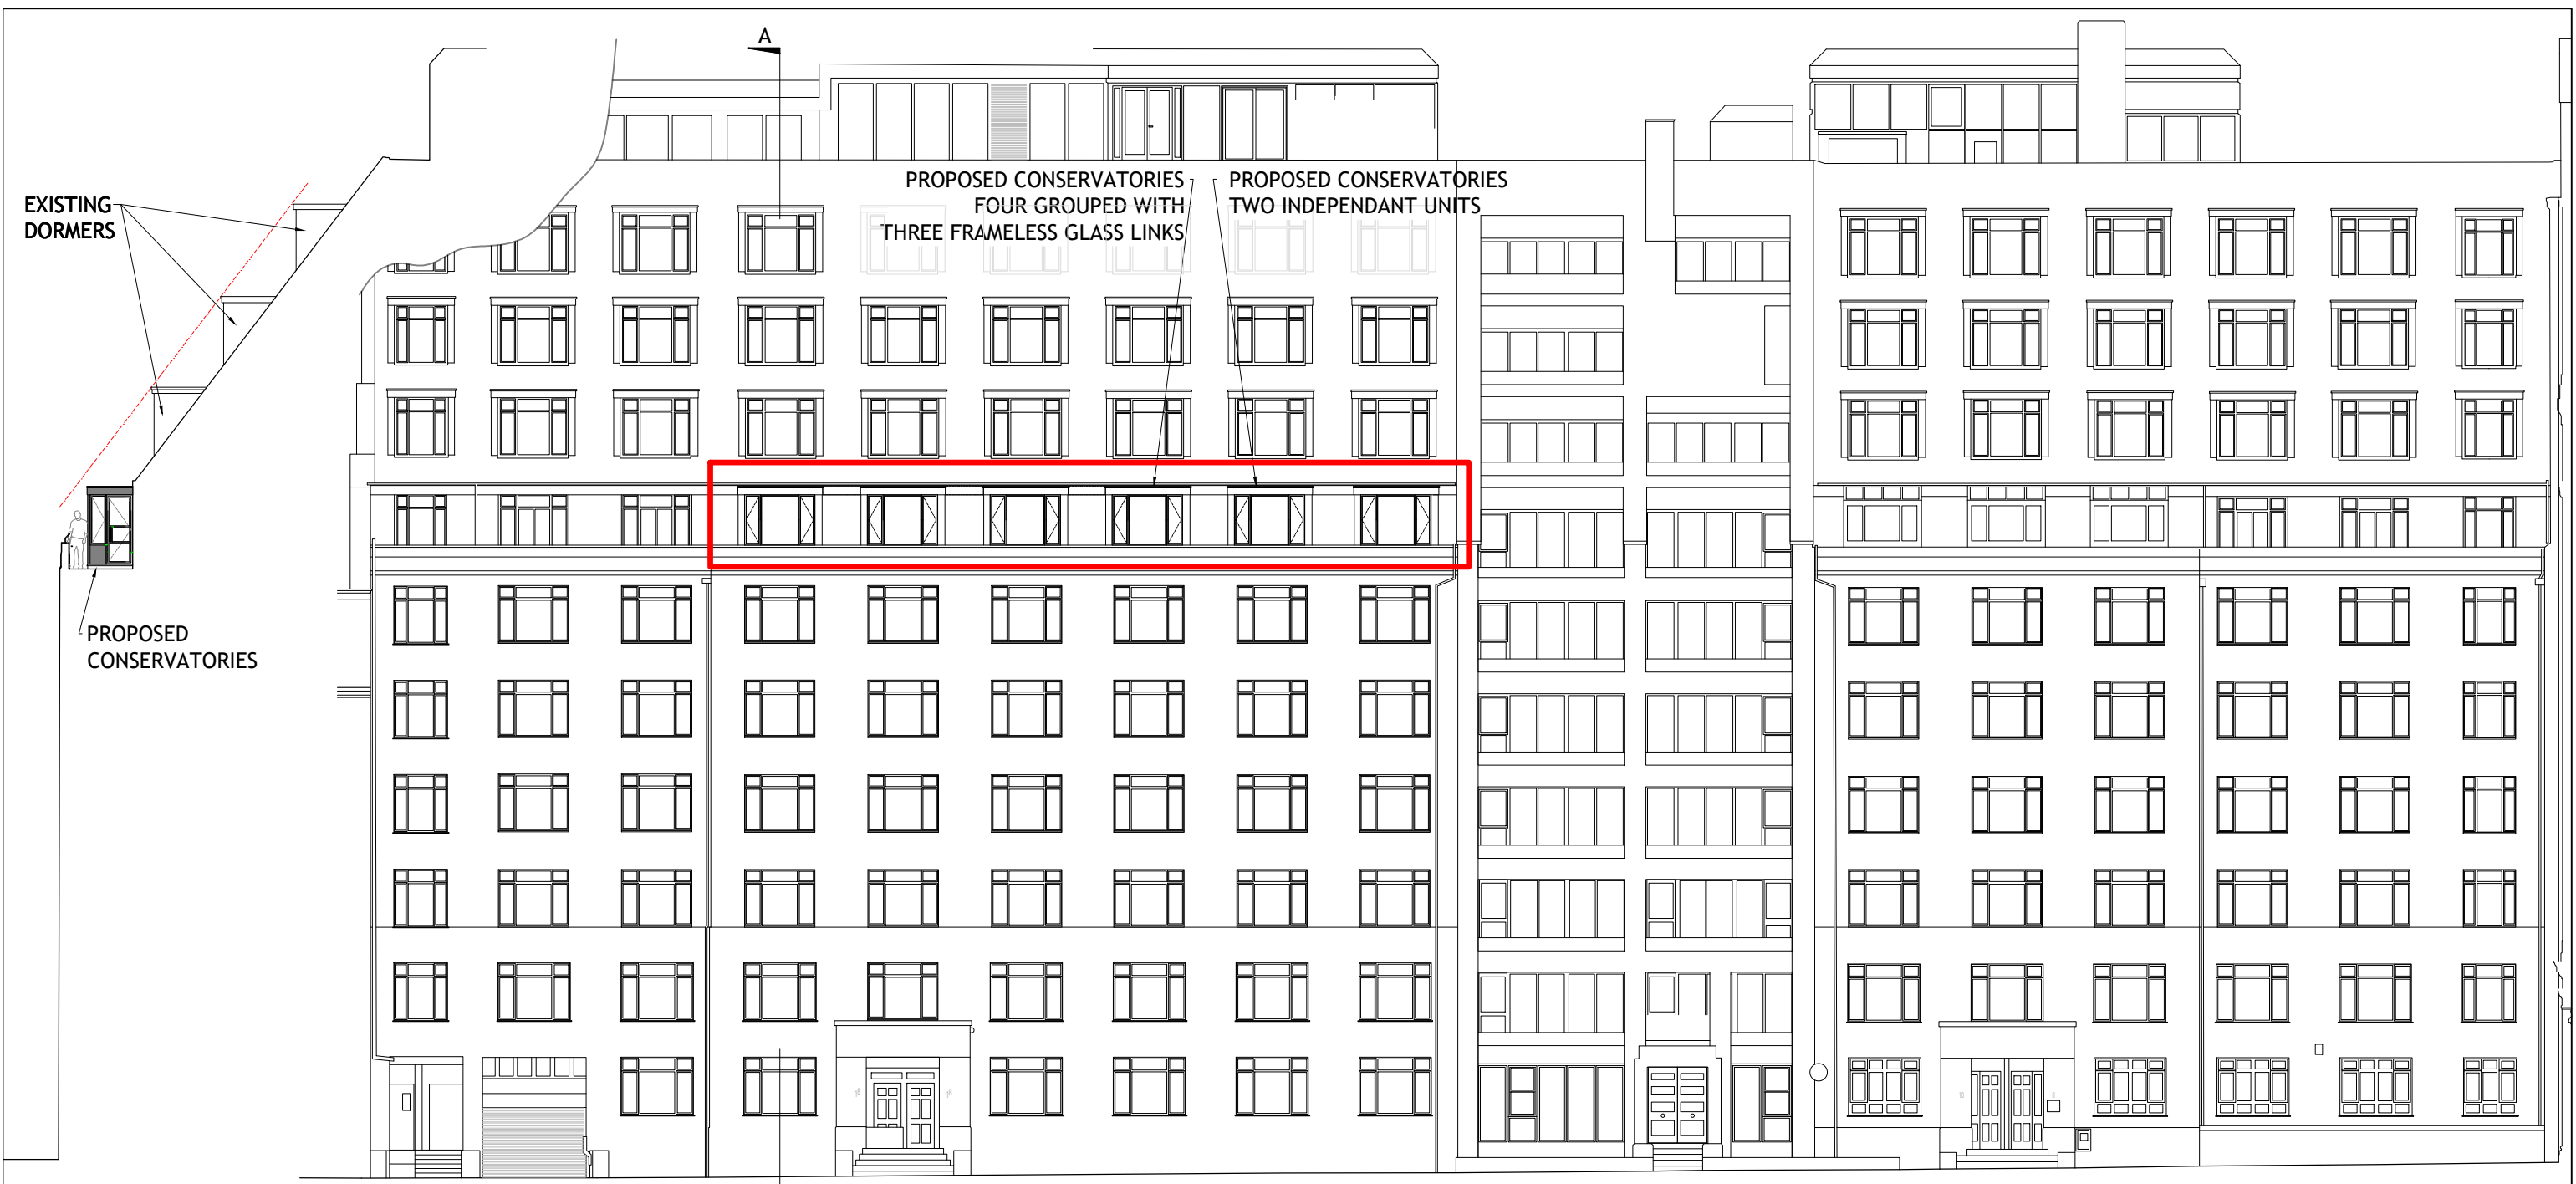 A
PROPOSED CONSERVATORIES
FOUR GROUPED WITH
THREE FRAMELESS GLASS LINKS
PROPOSED CONSERVATORIES
TWO INDEPENDANT UNITS
EXISTING
DORMERS
PROPOSED
CONSERVATORIES